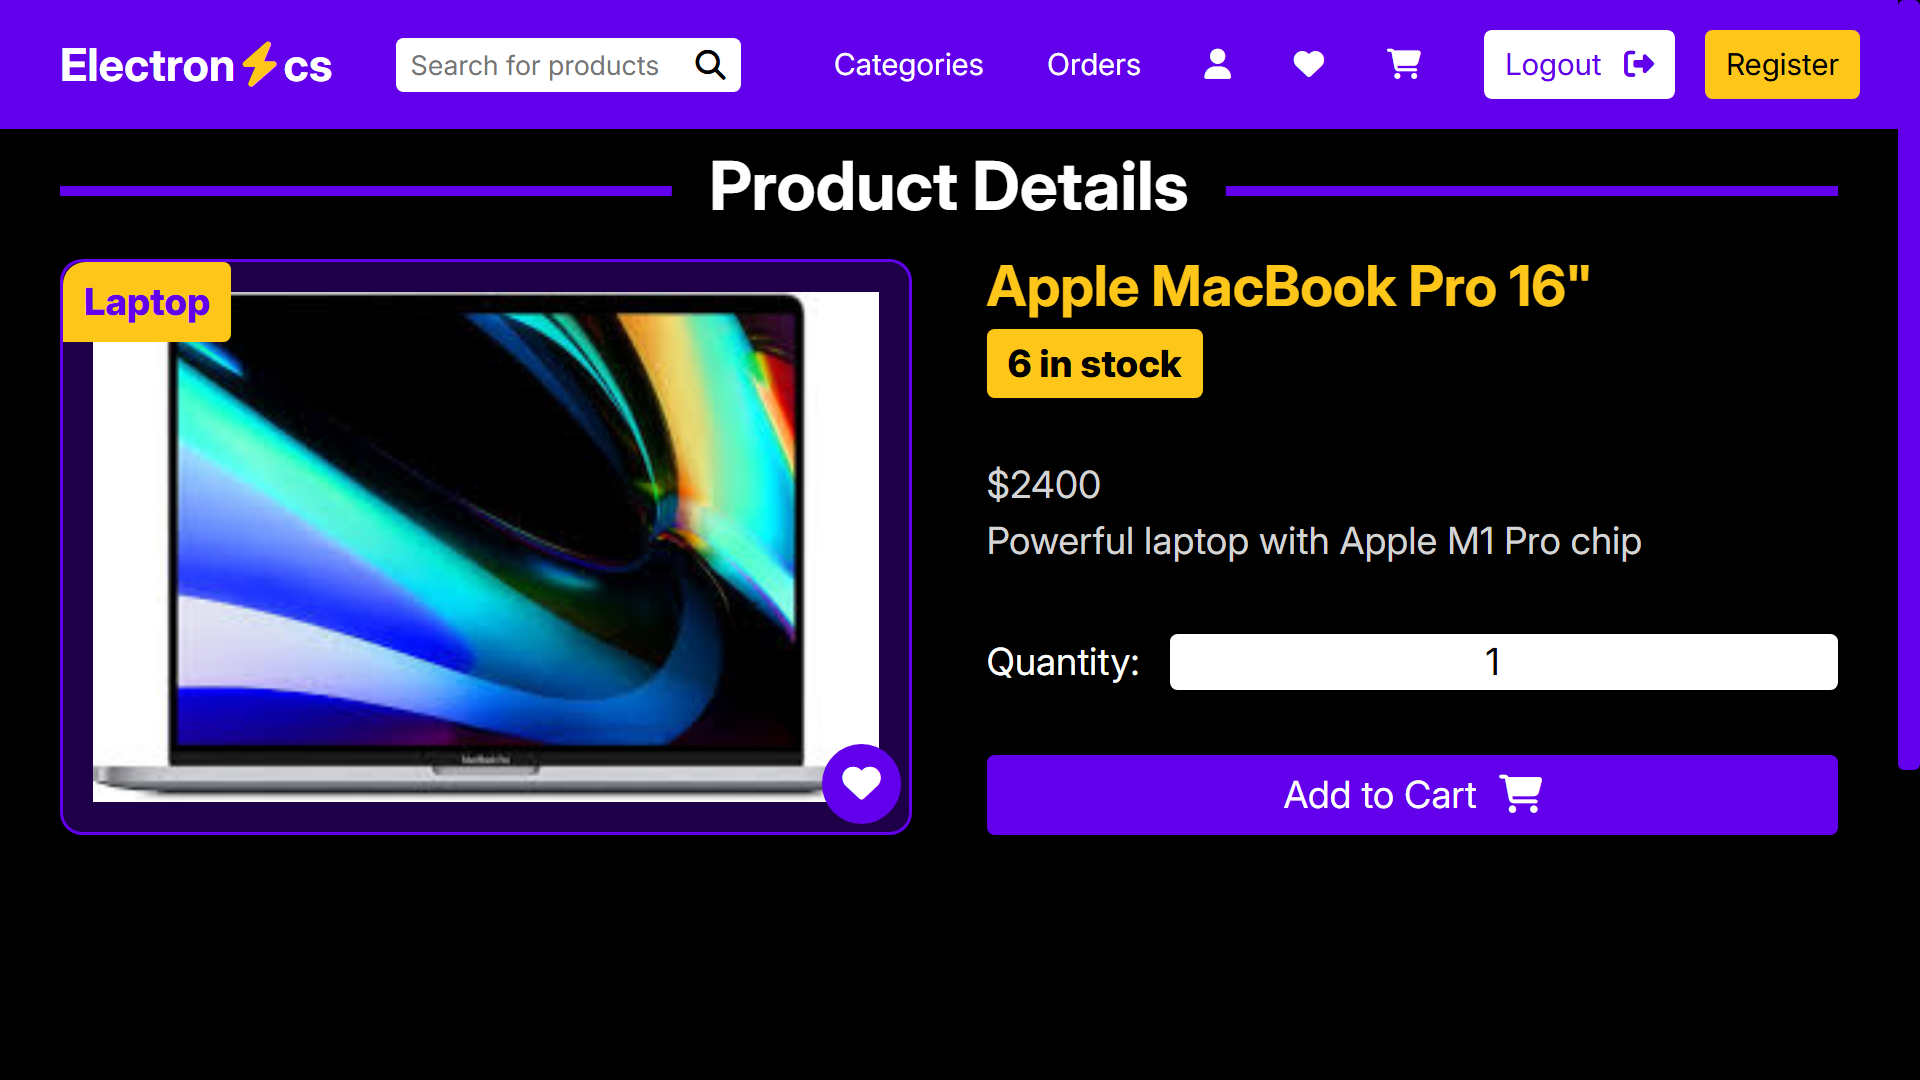 Electron⚡cs
Search for products
Categories
Orders
Logout
Register
Product Details
Laptop
Apple MacBook Pro 16"
6 in stock
$2400
Powerful laptop with Apple M1 Pro chip
Quantity: 1
Add to Cart